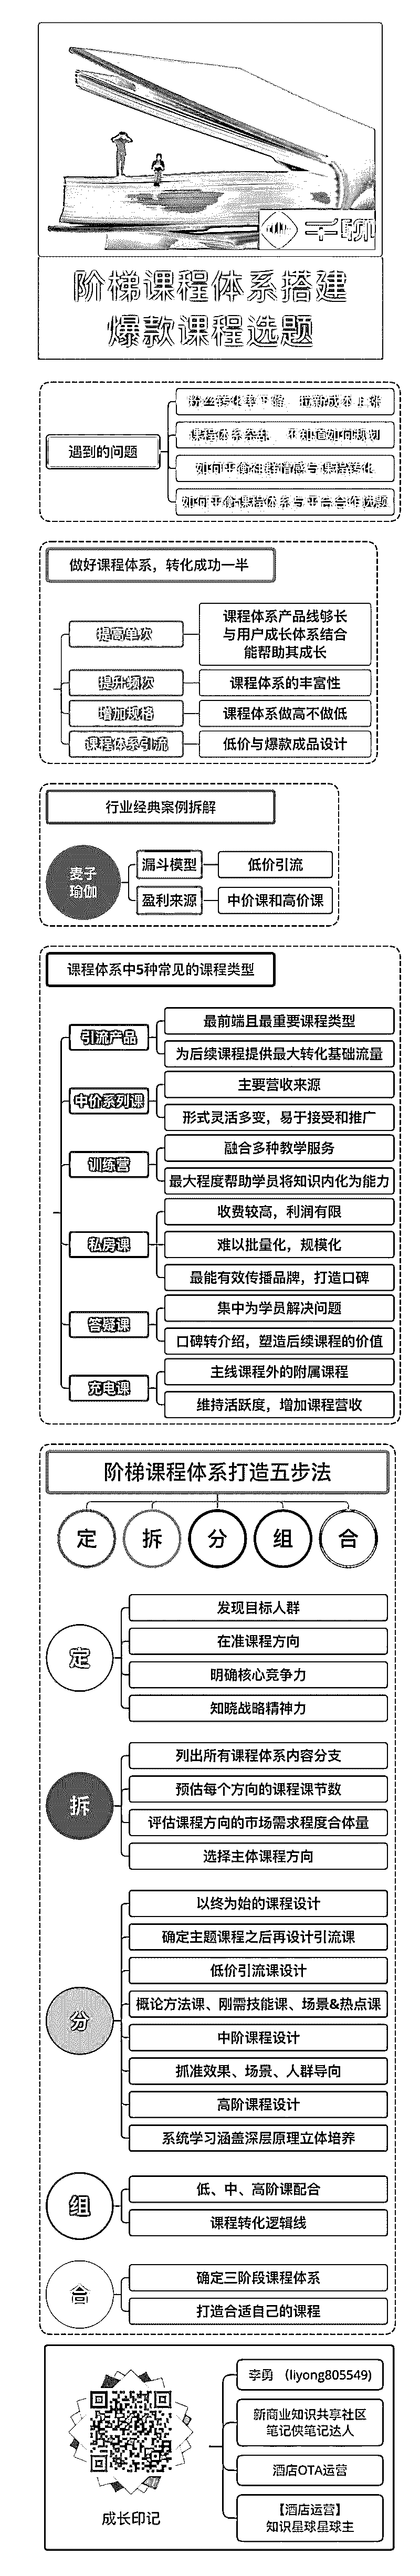 千聊
阶梯课程体系搭建
爆款课程选题
遇到的问题
粉丝转化率下降，拉新成本上涨
课程体系杂乱，不知道如何规划
如何平衡社群情感与课程转化
如何平衡课程体系与平台合作选题
做好课程体系，转化成功一半
提高单次
课程体系产品线够长
与用户成长体系结合
能帮助其成长
提升频次
课程体系的丰富性
增加规格
课程体系做高不做低
课程体系引流
低价与爆款成品设计
行业经典案例拆解
麦子
瑜伽
漏斗模型
低价引流
盈利来源
中价课和高价课
课程体系中5种常见的课程类型
引流产品
最前端且最重要课程类型
为后续课程提供最大转化基础流量
中价系列课
主要营收来源
形式灵活多变，易于接受和推广
训练营
融合多种教学服务
最大程度帮助学员将知识内化为能力
私房课
收费较高，利润有限
难以批量化，规模化
最能有效传播品牌，打造口碑
答疑课
集中为学员解决问题
口碑转介绍，塑造后续课程的价值
充电课
主线课程外的附属课程
维持活跃度，增加课程营收
阶梯课程体系打造五步法
定
拆
分
组
合
定
发现目标人群
在准课程方向
明确核心竞争力
知晓战略精神力
拆
列出所有课程体系内容分支
预估每个方向的课程课节数
评估课程方向的市场需求程度合体量
选择主体课程方向
分
以终为始的课程设计
确定主题课程之后再设计引流课
低价引流课设计
概论方法课、刚需技能课、场景&热点课
中阶课程设计
抓准效果、场景、人群导向
高阶课程设计
系统学习涵盖深层原理立体培养
组
低、中、高阶课配合
课程转化逻辑线
合
确定三阶段课程体系
打造合适自己的课程
成长印记
李勇 （liyong805549）
新商业知识共享社区
笔记侠笔记达人
酒店OTA运营
【酒店运营】
知识星球星球主